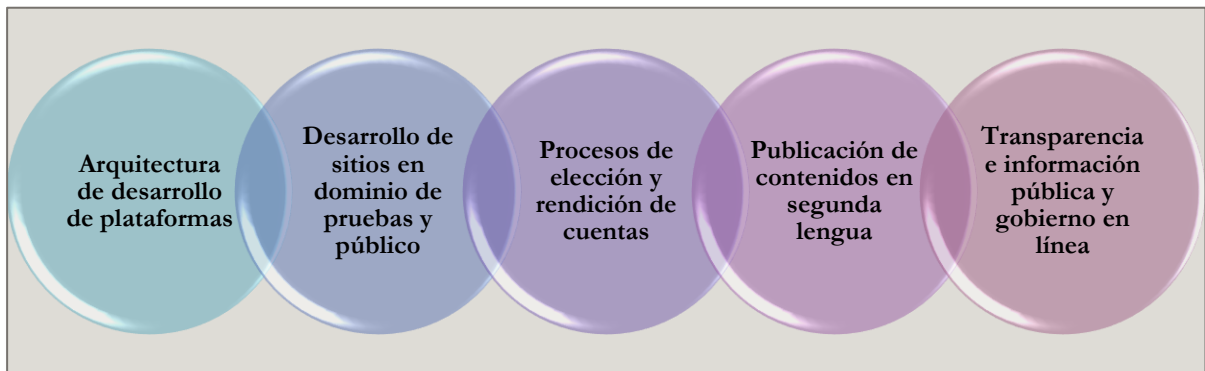 Arquitectura
de desarrollo
de plataformas
Desarrollo de
sitios en
dominio de
pruebas y
público
Procesos de
elección y
rendición de
cuentas
Publicación de
contenidos en
segunda
lengua
Transparencia
e información
pública y
gobierno en
línea